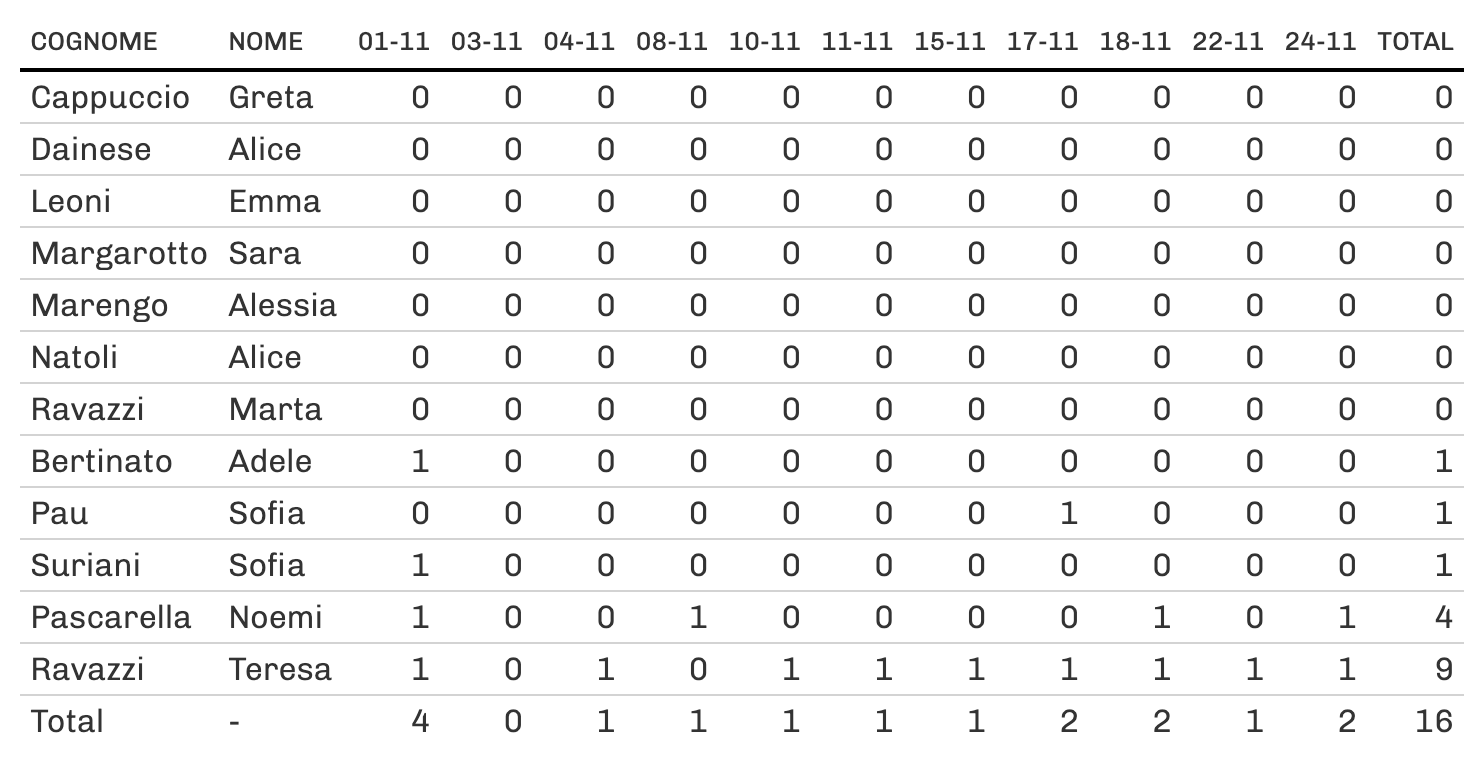 COGNOME NOME 01-11 03-11 04-11 08-11 10-11 11-11 15-11 17-11 18-11 22-11 24-11 TOTAL
Cappuccio Greta 0 0 0 0 0 0 0 0 0 0 0 0
Dainese Alice 0 0 0 0 0 0 0 0 0 0 0 0
Leoni Emma 0 0 0 0 0 0 0 0 0 0 0 0
Margarotto Sara 0 0 0 0 0 0 0 0 0 0 0 0
Marengo Alessia 0 0 0 0 0 0 0 0 0 0 0 0
Natoli Alice 0 0 0 0 0 0 0 0 0 0 0 0
Ravazzi Marta 0 0 0 0 0 0 0 0 0 0 0 0
Bertinato Adele 1 0 0 0 0 0 0 0 0 0 0 1
Pau Sofia 0 0 0 0 0 0 0 1 0 0 0 1
Suriani Sofia 1 0 0 0 0 0 0 0 0 0 0 1
Pascarella Noemi 1 0 0 1 0 0 0 0 1 0 1 4
Ravazzi Teresa 1 0 1 0 1 1 1 1 1 1 1 9
Total - 4 0 1 1 1 1 1 2 2 1 2 16